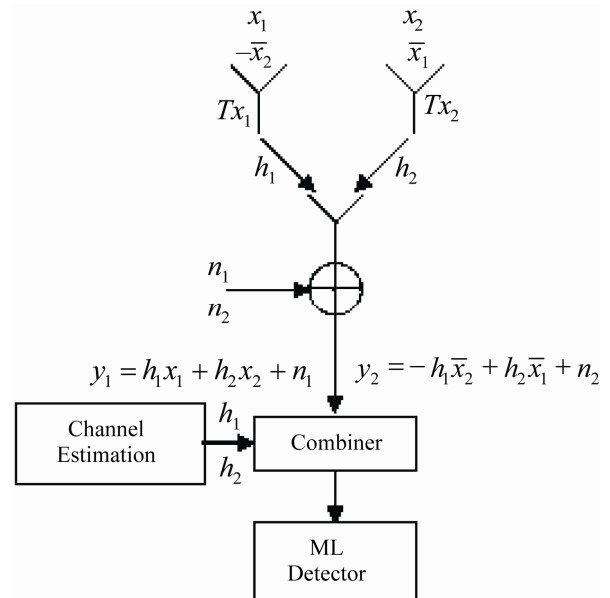 x₁ x₂
−x̅₂ x̅₁
Tx₁ Tx₂
h₁ h₂
n₁
n₂
y₁ = h₁x₁ + h₂x₂ + n₁ y₂ = −h₁x̅₂ + h₂x̅₁ + n₂
Channel
Estimation
h₁
h₂
Combiner
ML
Detector